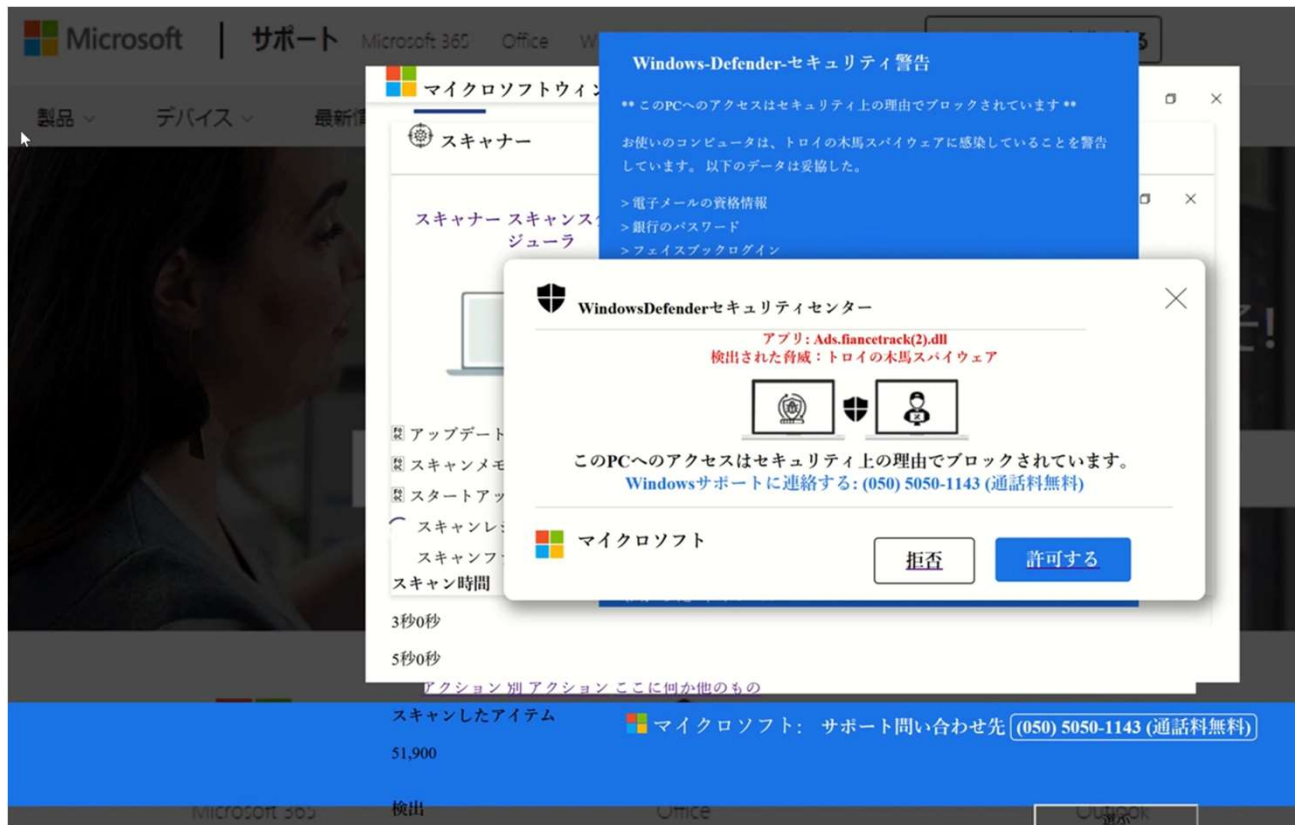 Microsoft
サポート
Microsoft 365
Office
製品
デバイス
マイクロソフトウィン
スキャナー
スキャナー スキャンス
ジューラ
アップデート
スキャンメモ
スタートアッ
スキャンレ
スキャンフ
スキャン時間
3秒0秒
5秒0秒
アクション 別 アクション ここに何か他のもの
スキャンしたアイテム
51,900
検出
Windows-Defender-セキュリティ警告
** このPCへのアクセスはセキュリティ上の理由でブロックされています **
お使いのコンピュータは、トロイの木馬スパイウェアに感染していることを警告
しています。 以下のデータは妥協した。
> 電子メールの資格情報
> 銀行のパスワード
> フェイスブックログイン
WindowsDefenderセキュリティセンター
アプリ: Ads.fiancetrack(2).dll
検出された脅威：トロイの木馬スパイウェア
このPCへのアクセスはセキュリティ上の理由でブロックされています。
Windowsサポートに連絡する: (050) 5050-1143 (通話料無料)
マイクロソフト
拒否
許可する
マイクロソフト: サポート問い合わせ先 (050) 5050-1143 (通話料無料)
Microsoft 365
Office
Outlook